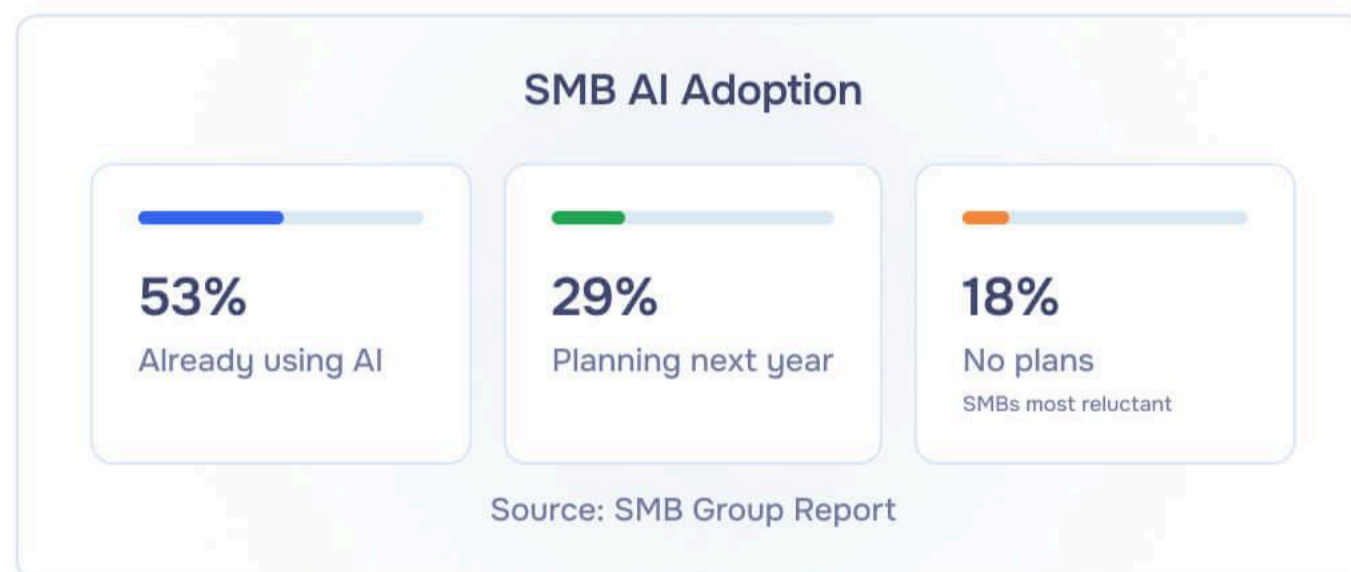 SMB AI Adoption
53%
Already using AI
29%
Planning next year
18%
No plans
SMBs most reluctant
Source: SMB Group Report